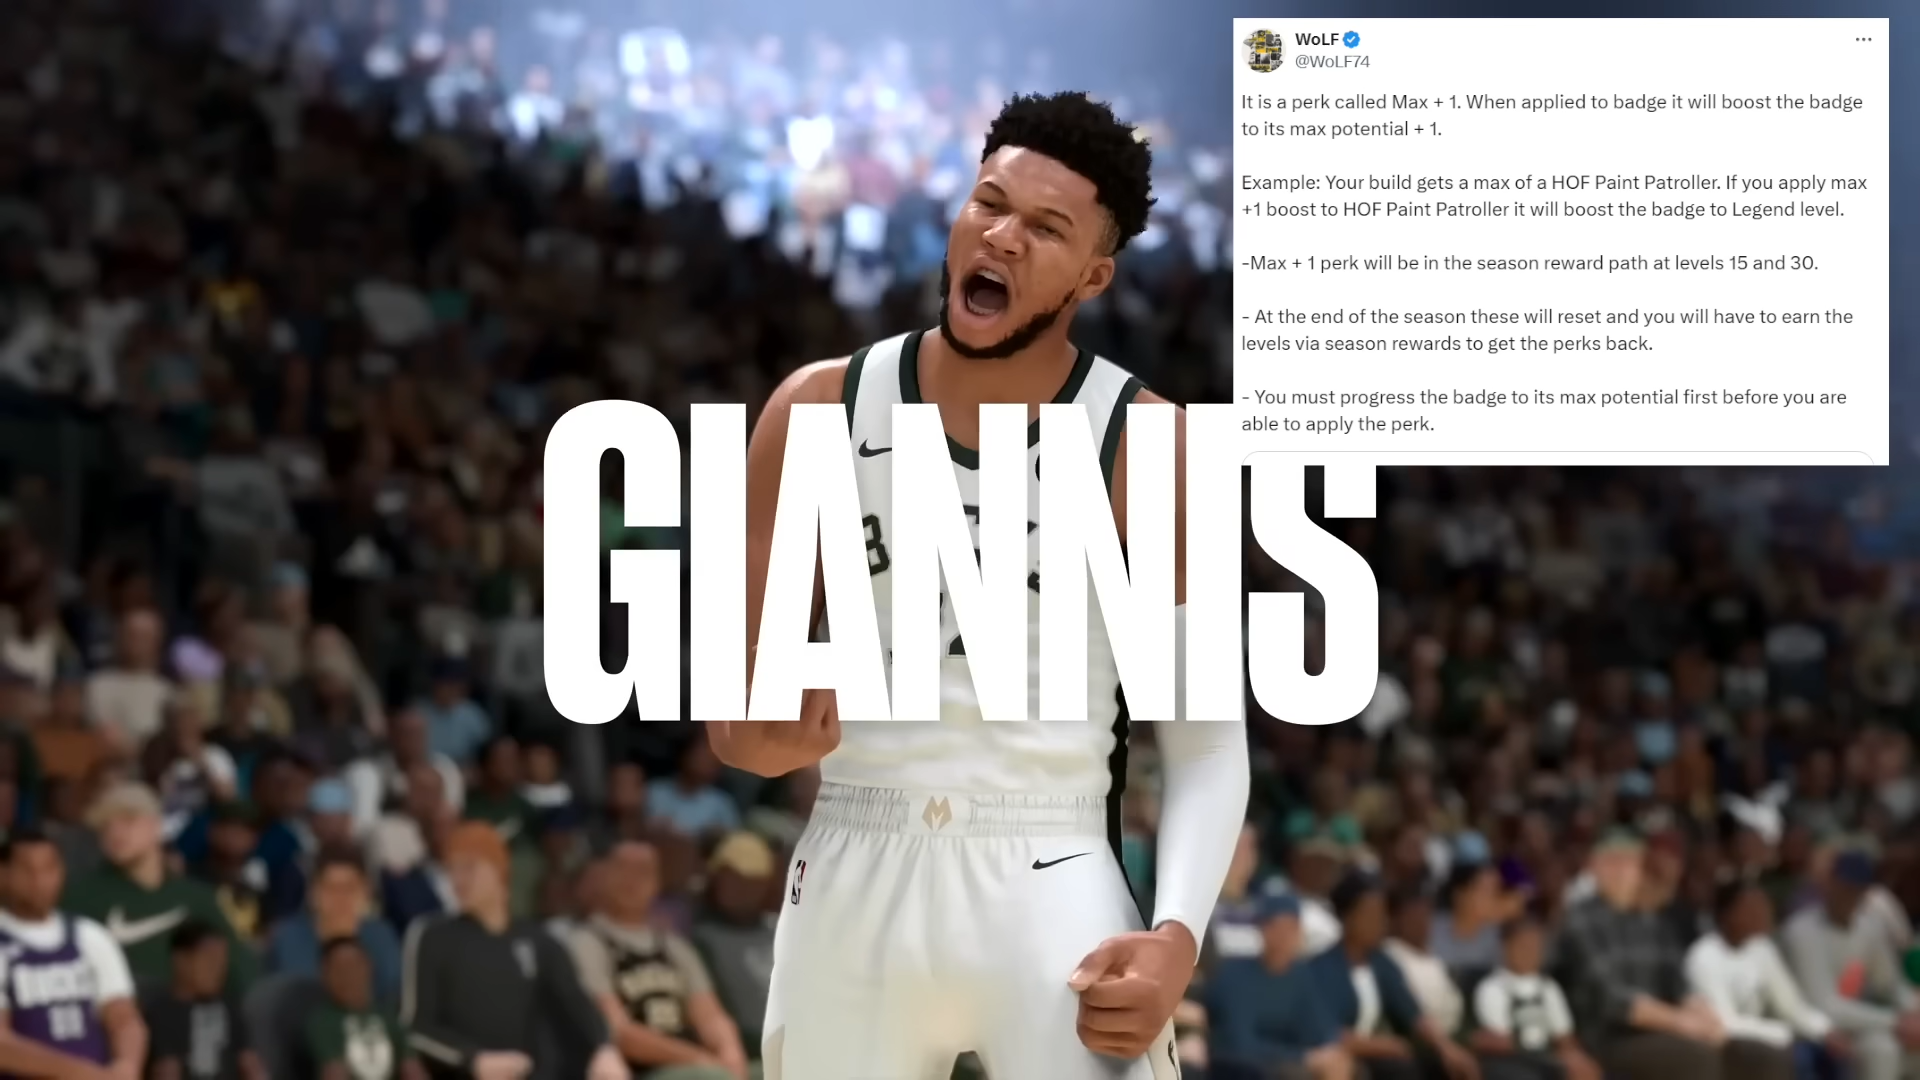 WoLF
@WoLF74
It is a perk called Max + 1. When applied to badge it will boost the badge
to its max potential + 1.
Example: Your build gets a max of a HOF Paint Patroller. If you apply max
+1 boost to HOF Paint Patroller it will boost the badge to Legend level.
-Max + 1 perk will be in the season reward path at levels 15 and 30.
- At the end of the season these will reset and you will have to earn the
levels via season rewards to get the perks back.
- You must progress the badge to its max potential first before you are
able to apply the perk.
GIANNIS